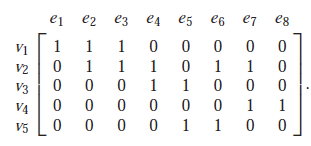 e1 e2 e3 e4 e5 e6 e7 e8
v1 1 1 1 0 0 0 0 0
v2 0 1 1 1 0 1 1 0
v3 0 0 0 1 1 0 0 0
v4 0 0 0 0 0 0 1 1
v5 0 0 0 0 1 1 0 0 .